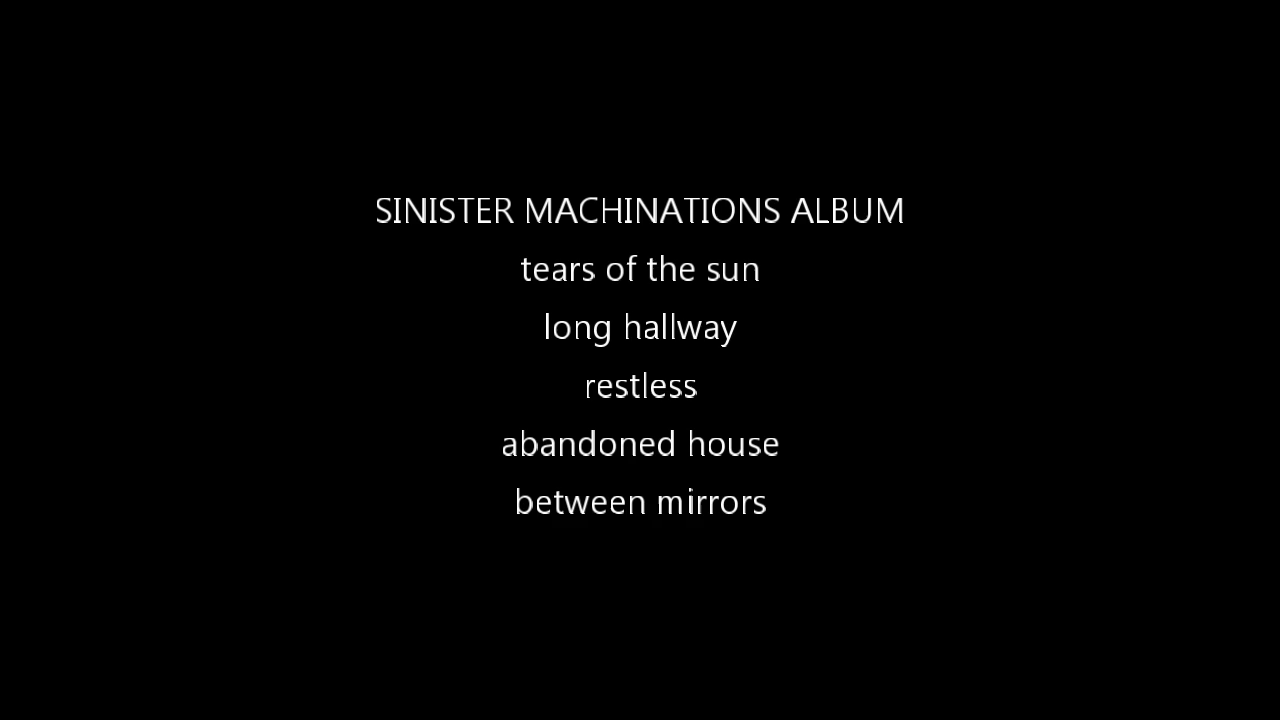 SINISTER MACHINATIONS ALBUM
tears of the sun
long hallway
restless
abandoned house
between mirrors